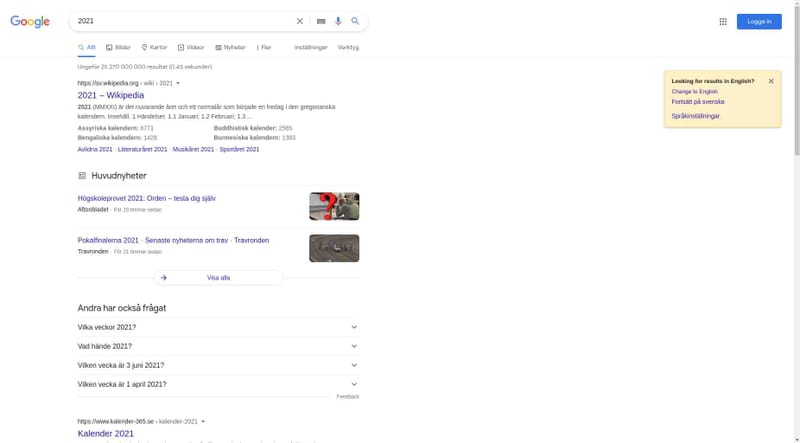 Google
2021
Logga in
Allt
Bilder
Kartor
Videor
Nyheter
Fler
Inställningar
Verktyg
Ungefär 25 270 000 000 resultat (0,45 sekunder)
Looking for results in English?
Change to English
Fortsätt på svenska
Språkinställningar
https://sv.wikipedia.org › wiki › 2021
2021 – Wikipedia
2021 (MMXXI) är det nuvarande året och ett normalår som började en fredag i den gregorianska
kalendern. Innehåll. 1 Händelser. 1.1 Januari; 1.2 Februari; 1.3 ...
Assyriska kalendern: 6771
Buddhistisk kalender: 2565
Bengaliska kalendern: 1428
Burmesiska kalendern: 1383
Avlidna 2021 · Litteraturåret 2021 · Musikåret 2021 · Sportåret 2021
Huvudnyheter
Högskoleprovet 2021: Orden – testa dig själv
Aftonbladet · För 20 timmar sedan
Pokalfinalerna 2021 · Senaste nyheterna om trav · Travronden
Travronden · För 21 timmar sedan
Visa alla
Andra har också frågat
Vilka veckor 2021?
Vad hände 2021?
Vilken vecka är 3 juni 2021?
Vilken vecka är 1 april 2021?
Feedback
https://www.kalender-365.se › kalender-2021
Kalender 2021